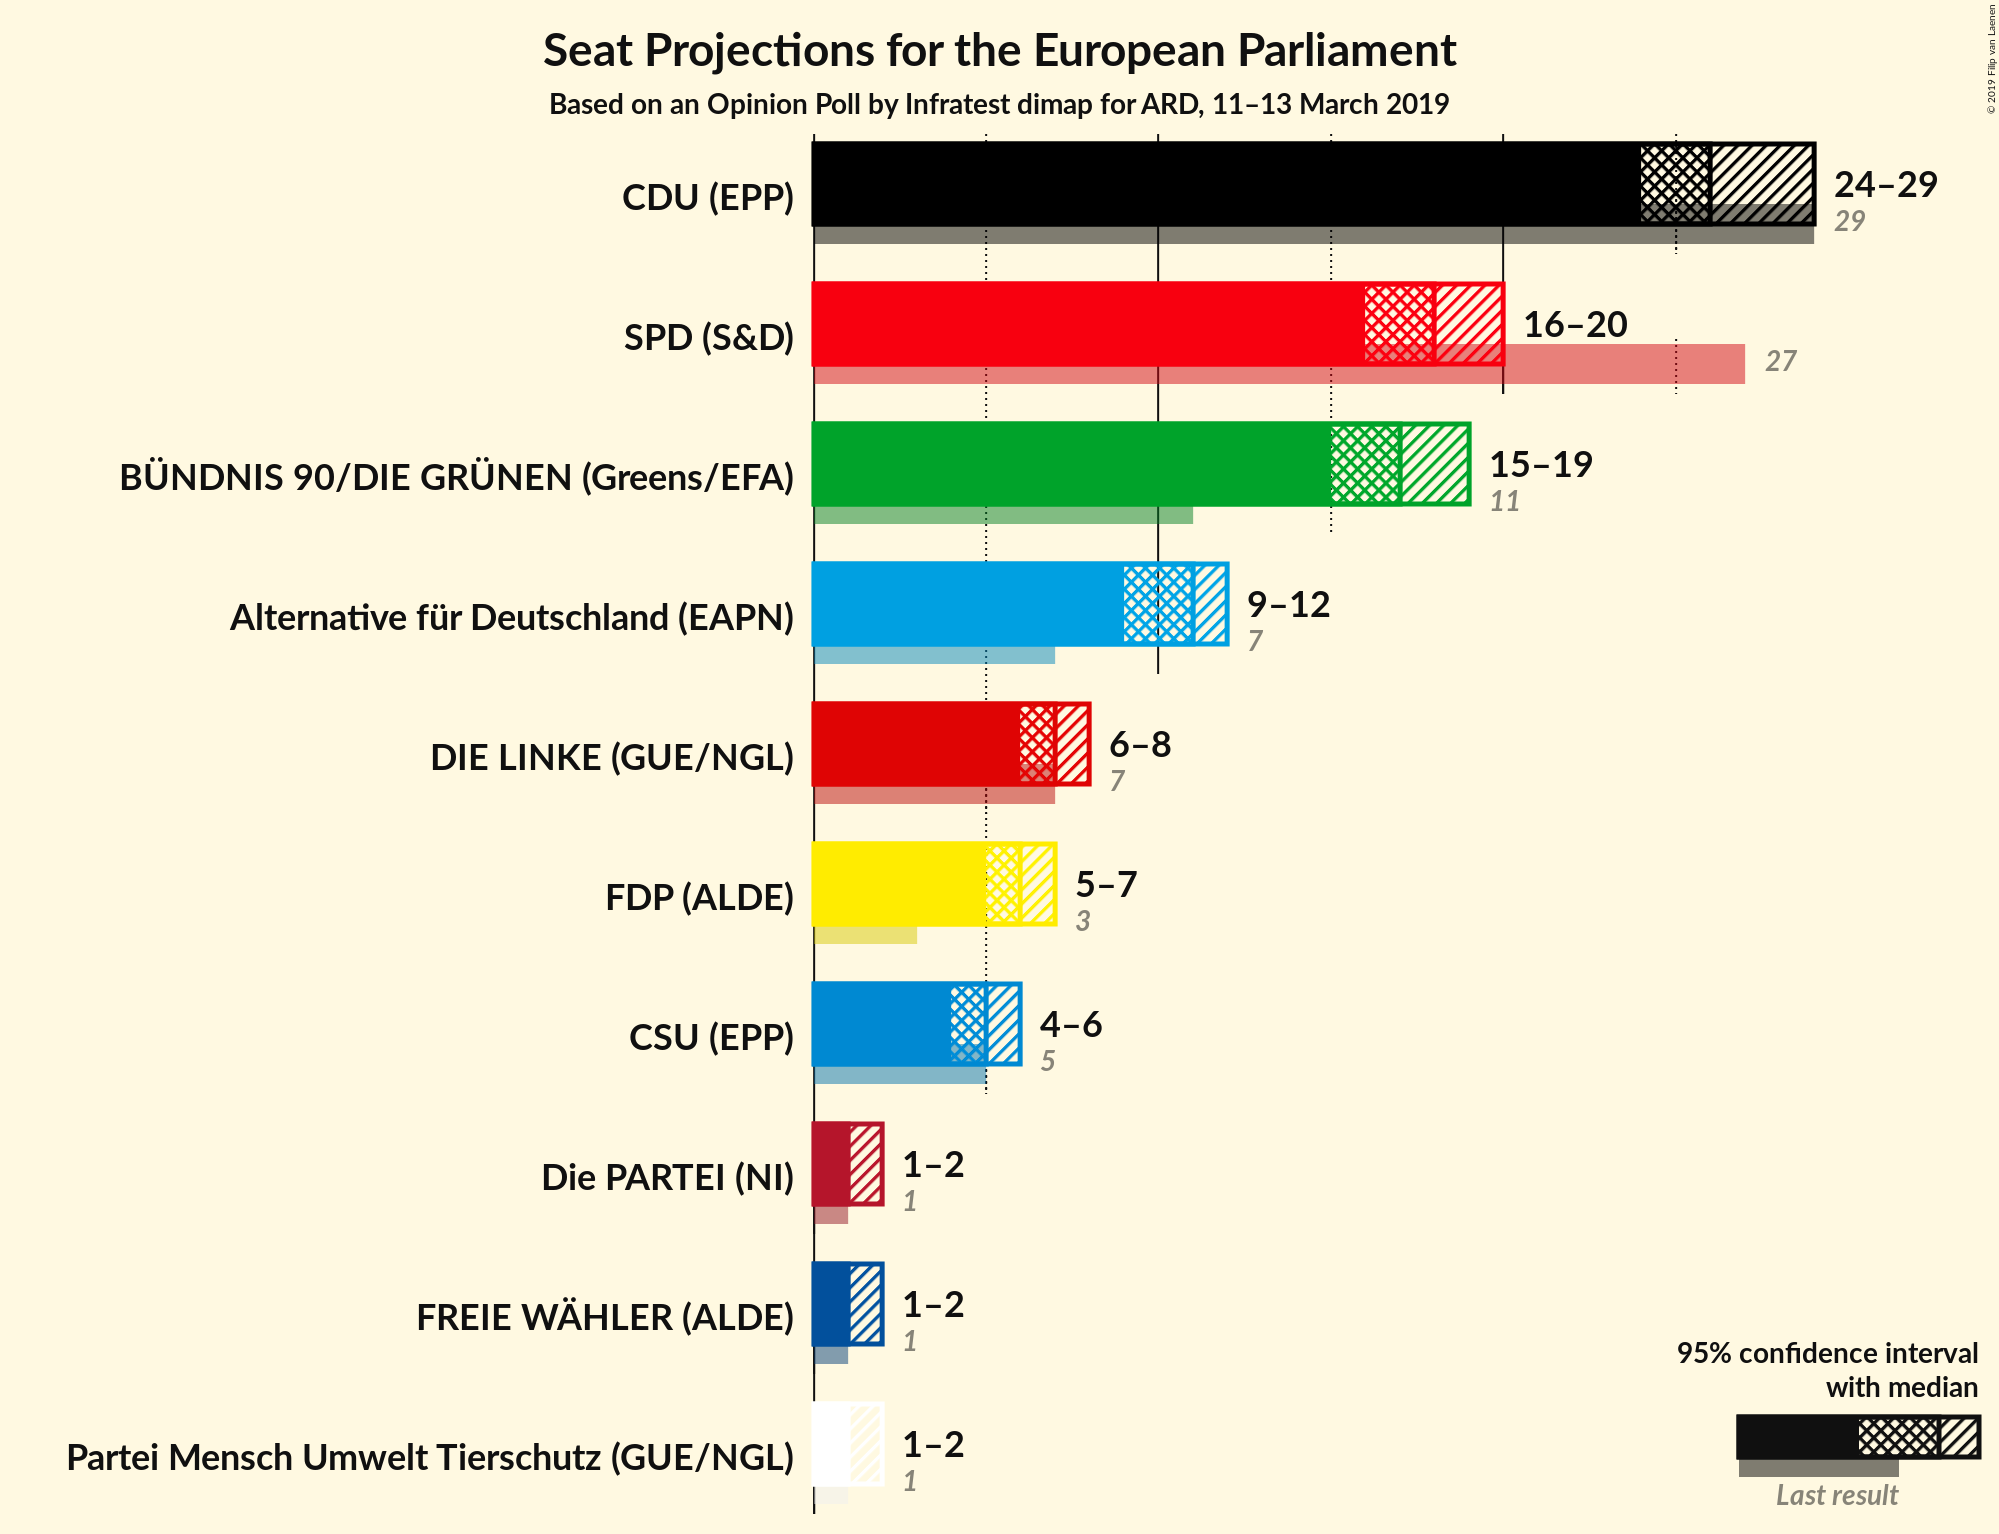 Seat Projections for the European Parliament
Based on an Opinion Poll by Infratest dimap for ARD, 11–13 March 2019
© 2019 Filip van Laenen
CDU (EPP)
24–29
29
SPD (S&D)
16–20
27
BÜNDNIS 90/DIE GRÜNEN (Greens/EFA)
15–19
11
Alternative für Deutschland (EAPN)
9–12
7
DIE LINKE (GUE/NGL)
6–8
7
FDP (ALDE)
5–7
3
CSU (EPP)
4–6
5
Die PARTEI (NI)
1–2
1
FREIE WÄHLER (ALDE)
1–2
1
Partei Mensch Umwelt Tierschutz (GUE/NGL)
1–2
1
95% confidence interval
with median
Last result